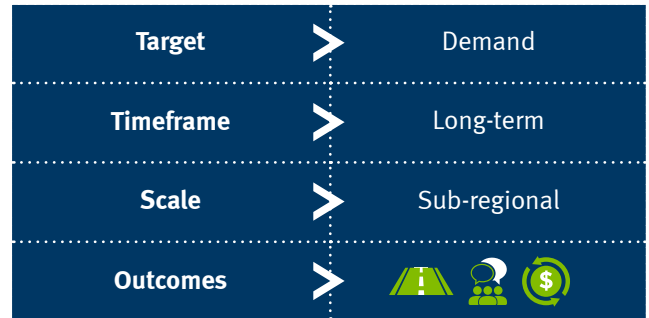 Target > Demand
Timeframe > Long-term
Scale > Sub-regional
Outcomes > $